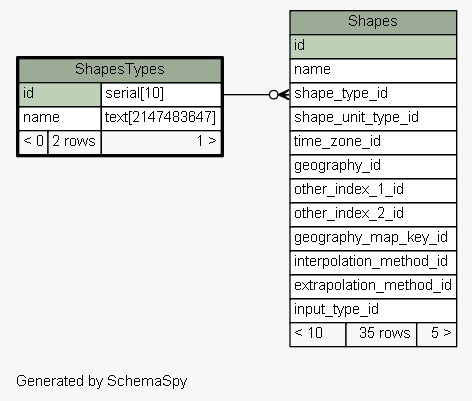 ShapesTypes
id serial[10]
name text[2147483647]
< 0 2 rows 1 >
Shapes
id
name
shape_type_id
shape_unit_type_id
time_zone_id
geography_id
other_index_1_id
other_index_2_id
geography_map_key_id
interpolation_method_id
extrapolation_method_id
input_type_id
< 10 35 rows 5 >
Generated by SchemaSpy